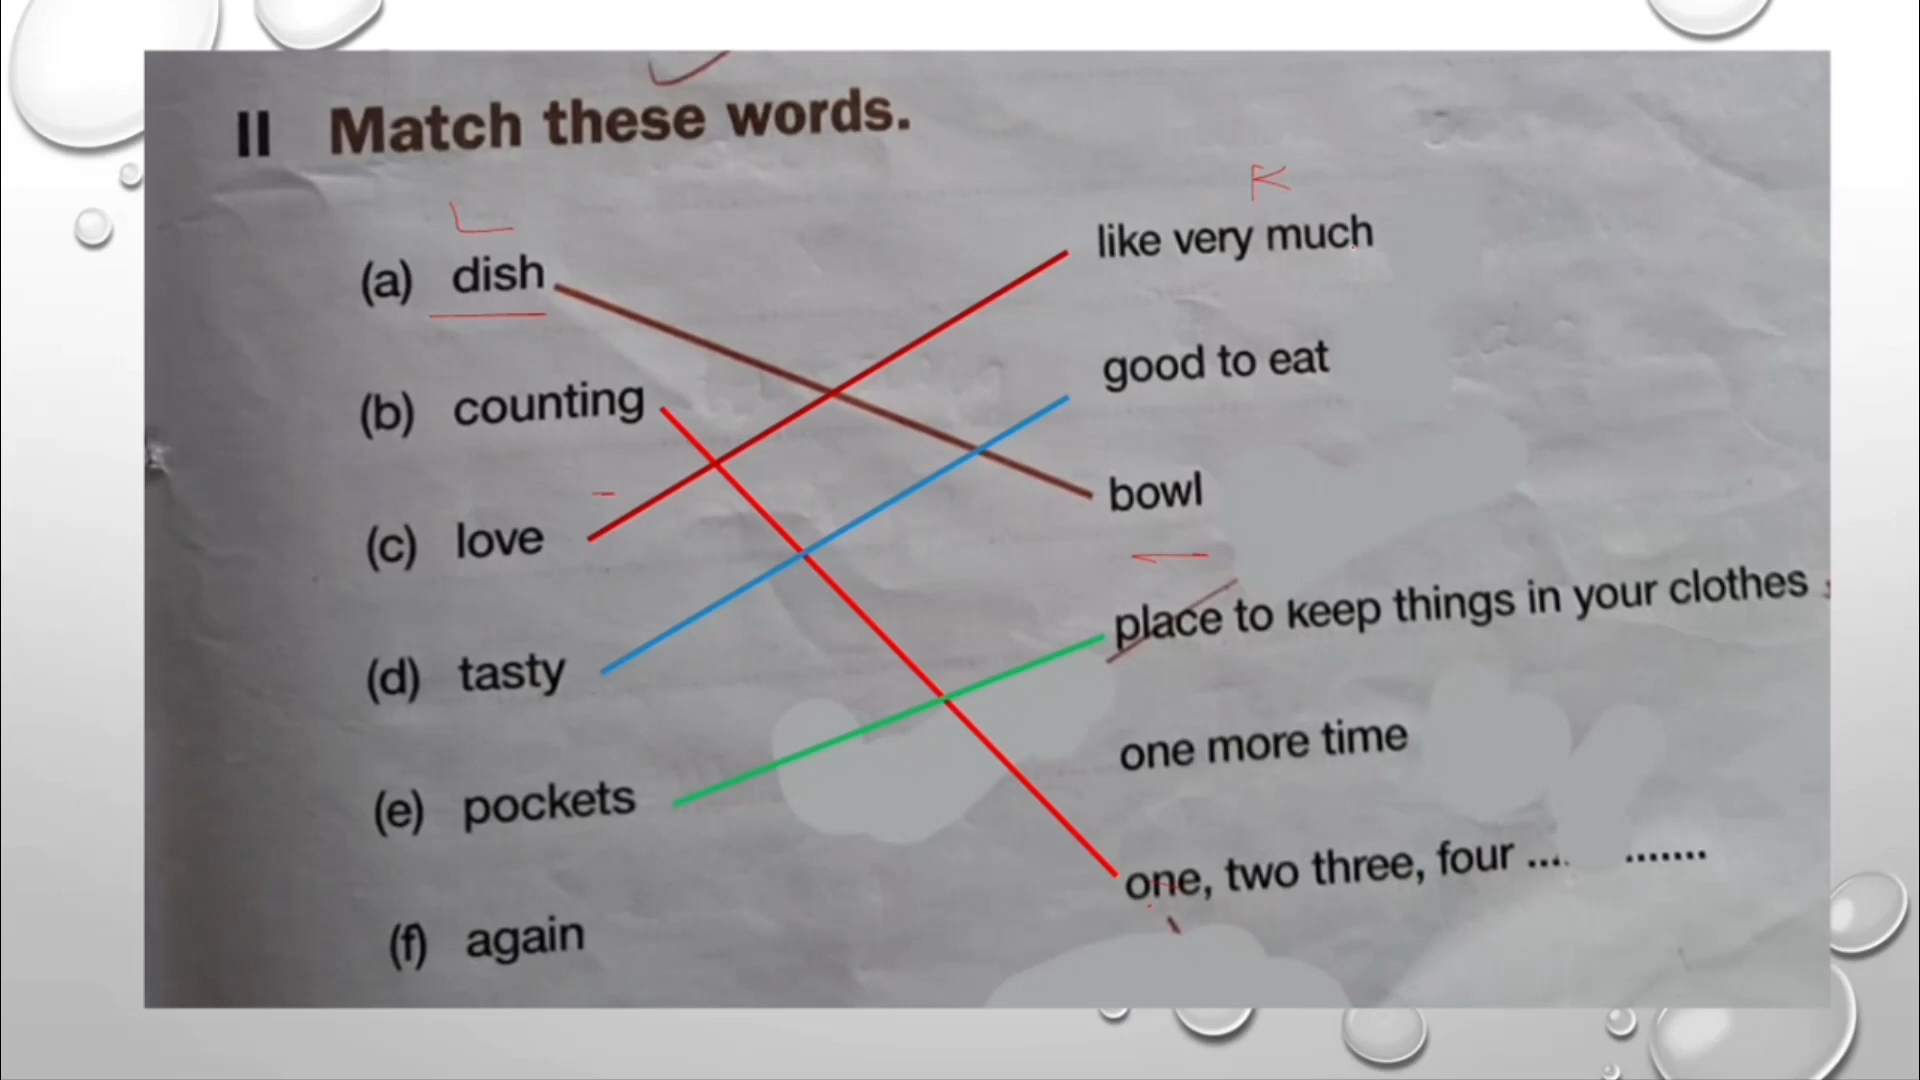 II Match these words.
L
R
(a) dish
like very much
(b) counting
good to eat
(c) love
bowl
(d) tasty
place to keep things in your clothes
(e) pockets
one more time
(f) again
one, two three, four .... .......